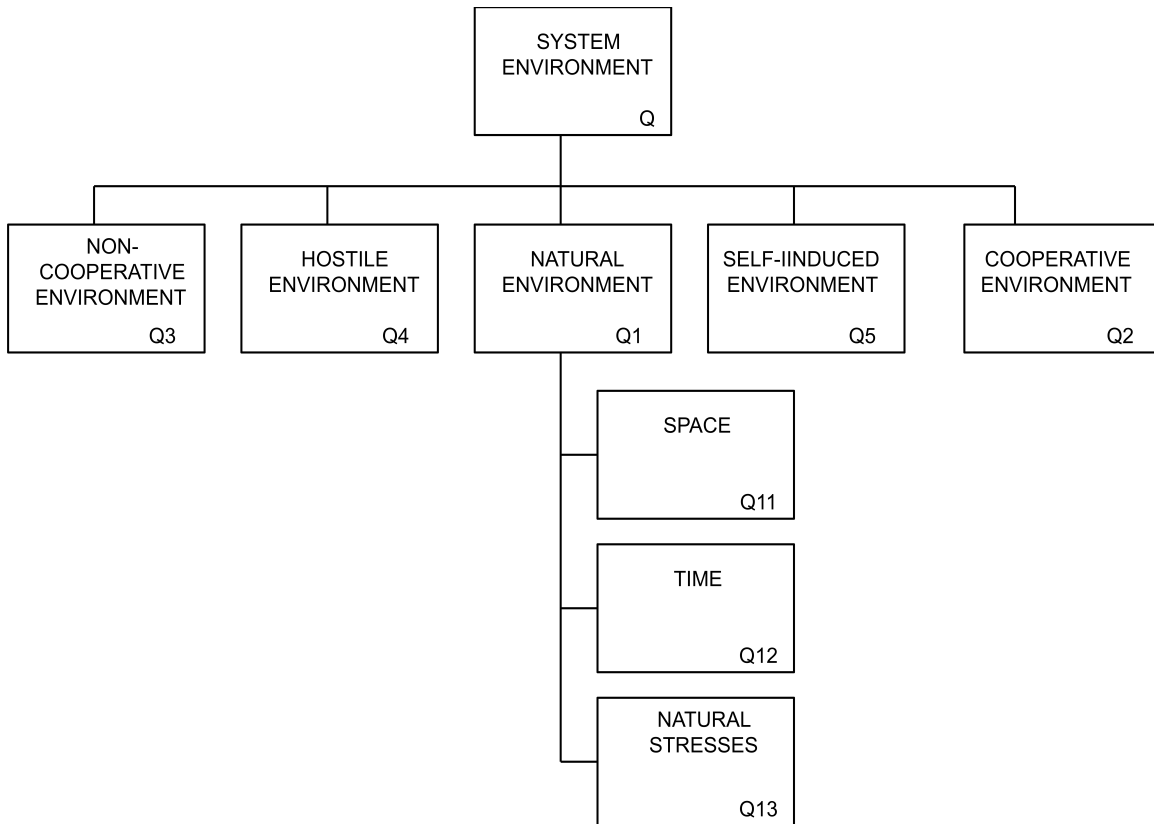 SYSTEM
ENVIRONMENT
Q
NON-
COOPERATIVE
ENVIRONMENT
Q3
HOSTILE
ENVIRONMENT
Q4
NATURAL
ENVIRONMENT
Q1
SELF-IINDUCED
ENVIRONMENT
Q5
COOPERATIVE
ENVIRONMENT
Q2
SPACE
Q11
TIME
Q12
NATURAL
STRESSES
Q13